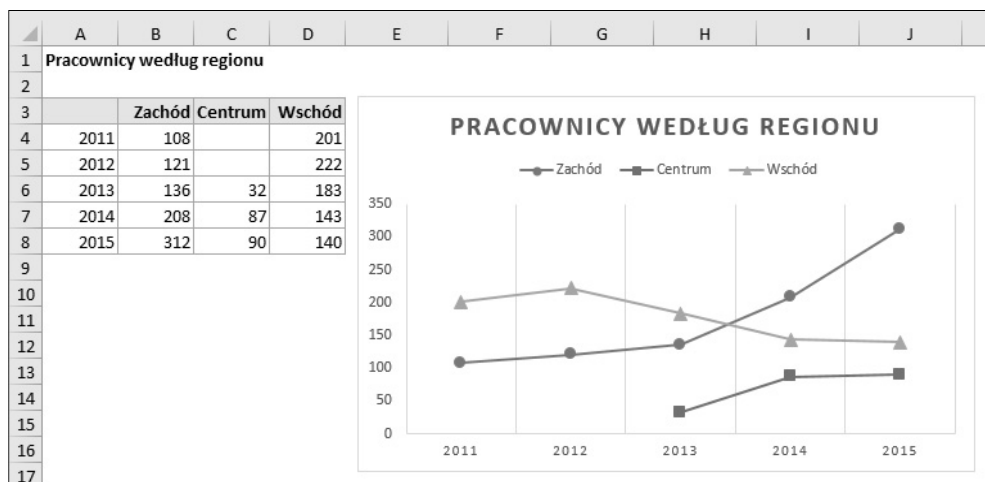 A B C D E F G H I J
1 Pracownicy według regionu
2
3 Zachód Centrum Wschód
4 2011 108 201
5 2012 121 222
6 2013 136 32 183
7 2014 208 87 143
8 2015 312 90 140
9
10
11
12
13
14
15
16
17
PRACOWNICY WEDŁUG REGIONU
Zachód Centrum Wschód
350
300
250
200
150
100
50
0
2011 2012 2013 2014 2015